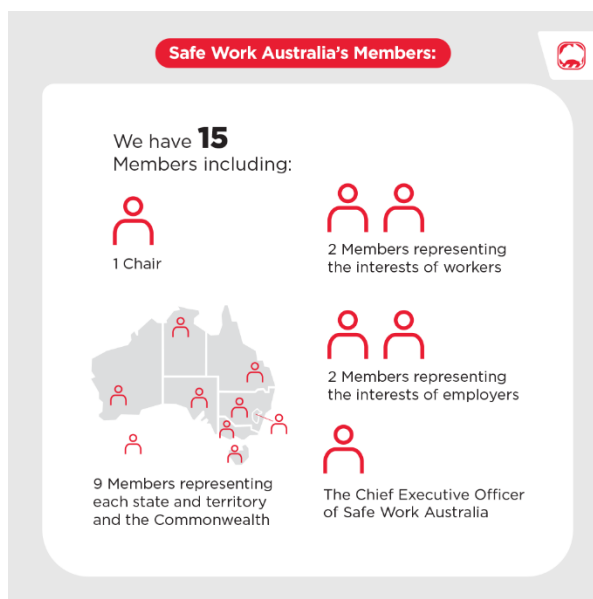 Safe Work Australia's Members:
We have 15
Members including:
1 Chair
2 Members representing
the interests of workers
9 Members representing
each state and territory
and the Commonwealth
2 Members representing
the interests of employers
The Chief Executive Officer
of Safe Work Australia